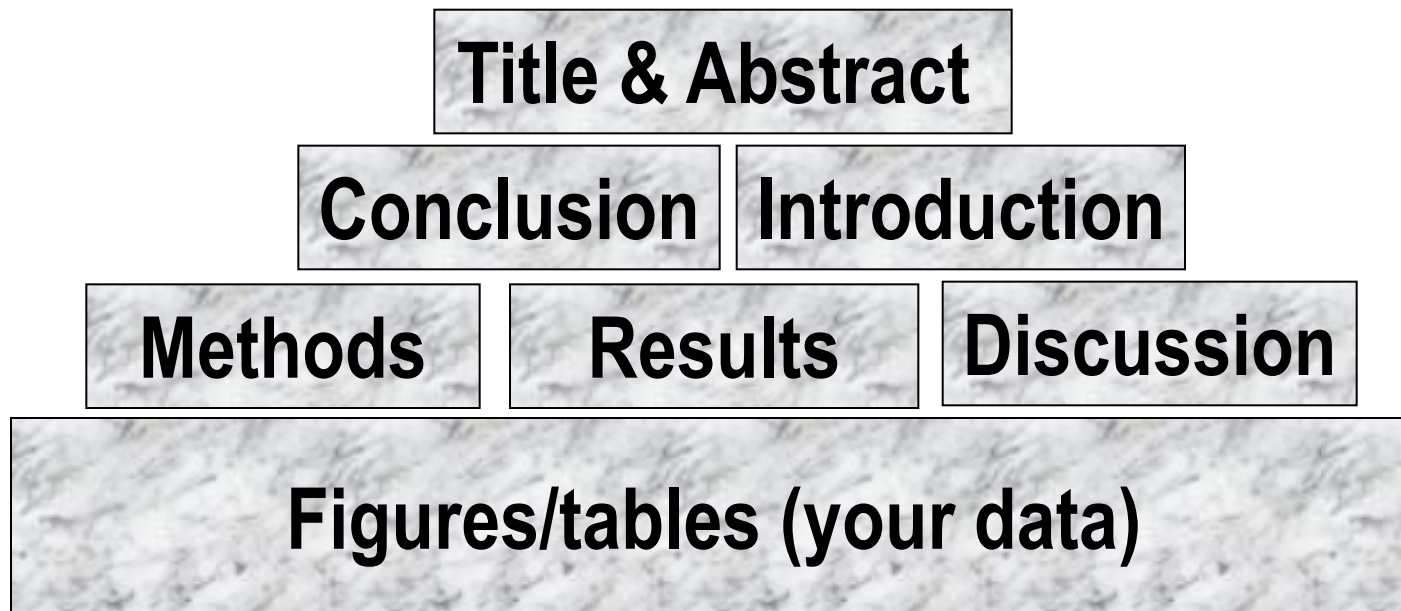 Title & Abstract
Conclusion Introduction
Methods Results Discussion
Figures/tables (your data)